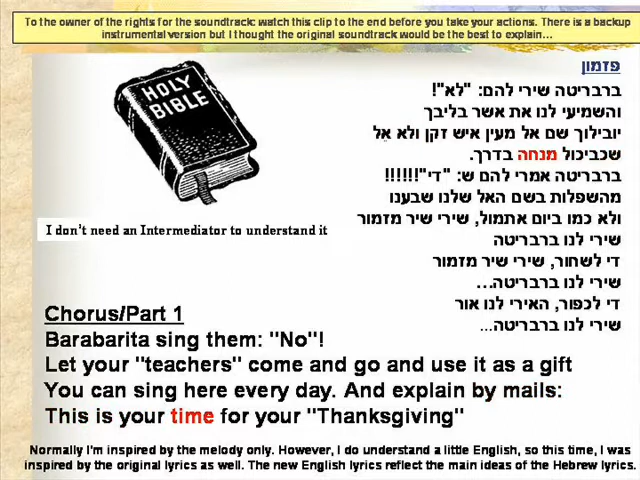 To the owner of the rights for the soundtrack: watch this clip to the end before you take your actions. There is a backup
instrumental version but I thought the original soundtrack would be the best to explain...
HOLY
BIBLE
I don't need an Intermediator to understand it
פזמון
ברבריטה שירי להם: "לא"!
והשמיעי לנו את אשר בליבך
יובילוך שם אל מעין איש זקן ולא אֵל
שכביכול מנחה בדרך.
ברבריטה אמרי להם ש: "די"!!!!!!
מהשפלות בשם האל שלנו שבענו
ולא כמו ביום אתמול, שירי שיר מזמור
שירי לנו ברבריטה
די לשחור, שירי שיר מזמור
שירי לנו ברבריטה...
די לכפור, האירי לנו אור
שירי לנו ברבריטה...
Chorus/Part 1
Barabarita sing them: "No"!
Let your "teachers" come and go and use it as a gift
You can sing here every day. And explain by mails:
This is your time for your "Thanksgiving"
Normally I'm inspired by the melody only. However, I do understand a little English, so this time, I was
inspired by the original lyrics as well. The new English lyrics reflect the main ideas of the Hebrew lyrics.